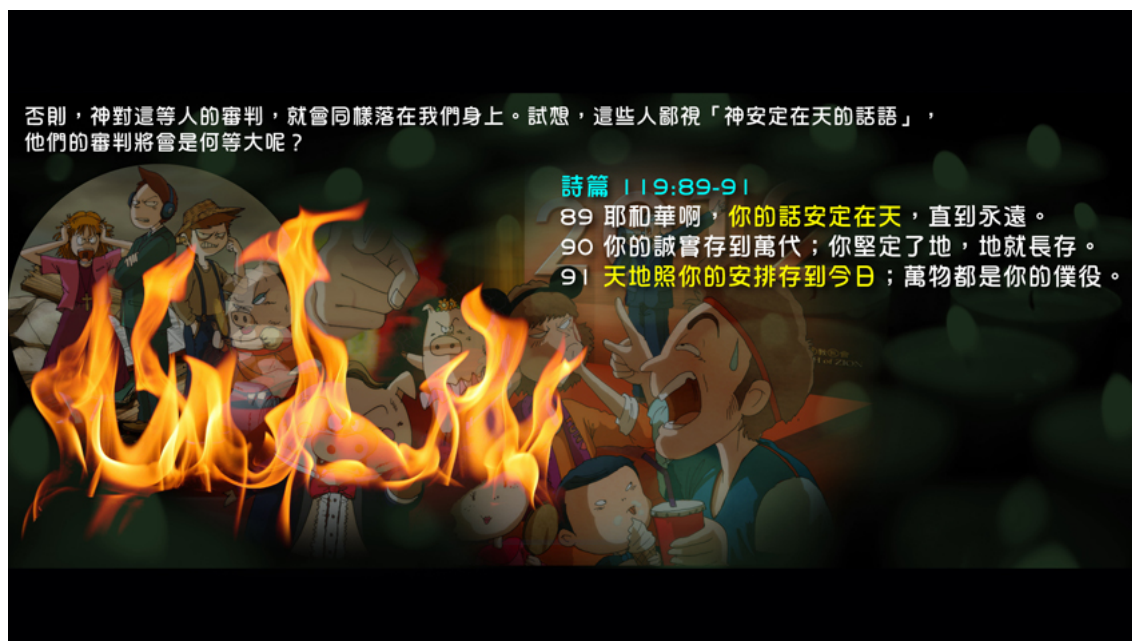 否則，神對這等人的審判，就會同樣落在我們身上。試想，這些人鄙視「神安定在天的話語」，
他們的審判將會是何等大呢？
詩篇 119:89-91
89 耶和華啊，你的話安定在天，直到永遠。
90 你的誠實存到萬代；你堅定了地，地就長存。
91 天地照你的安排存到今日；萬物都是你的僕役。